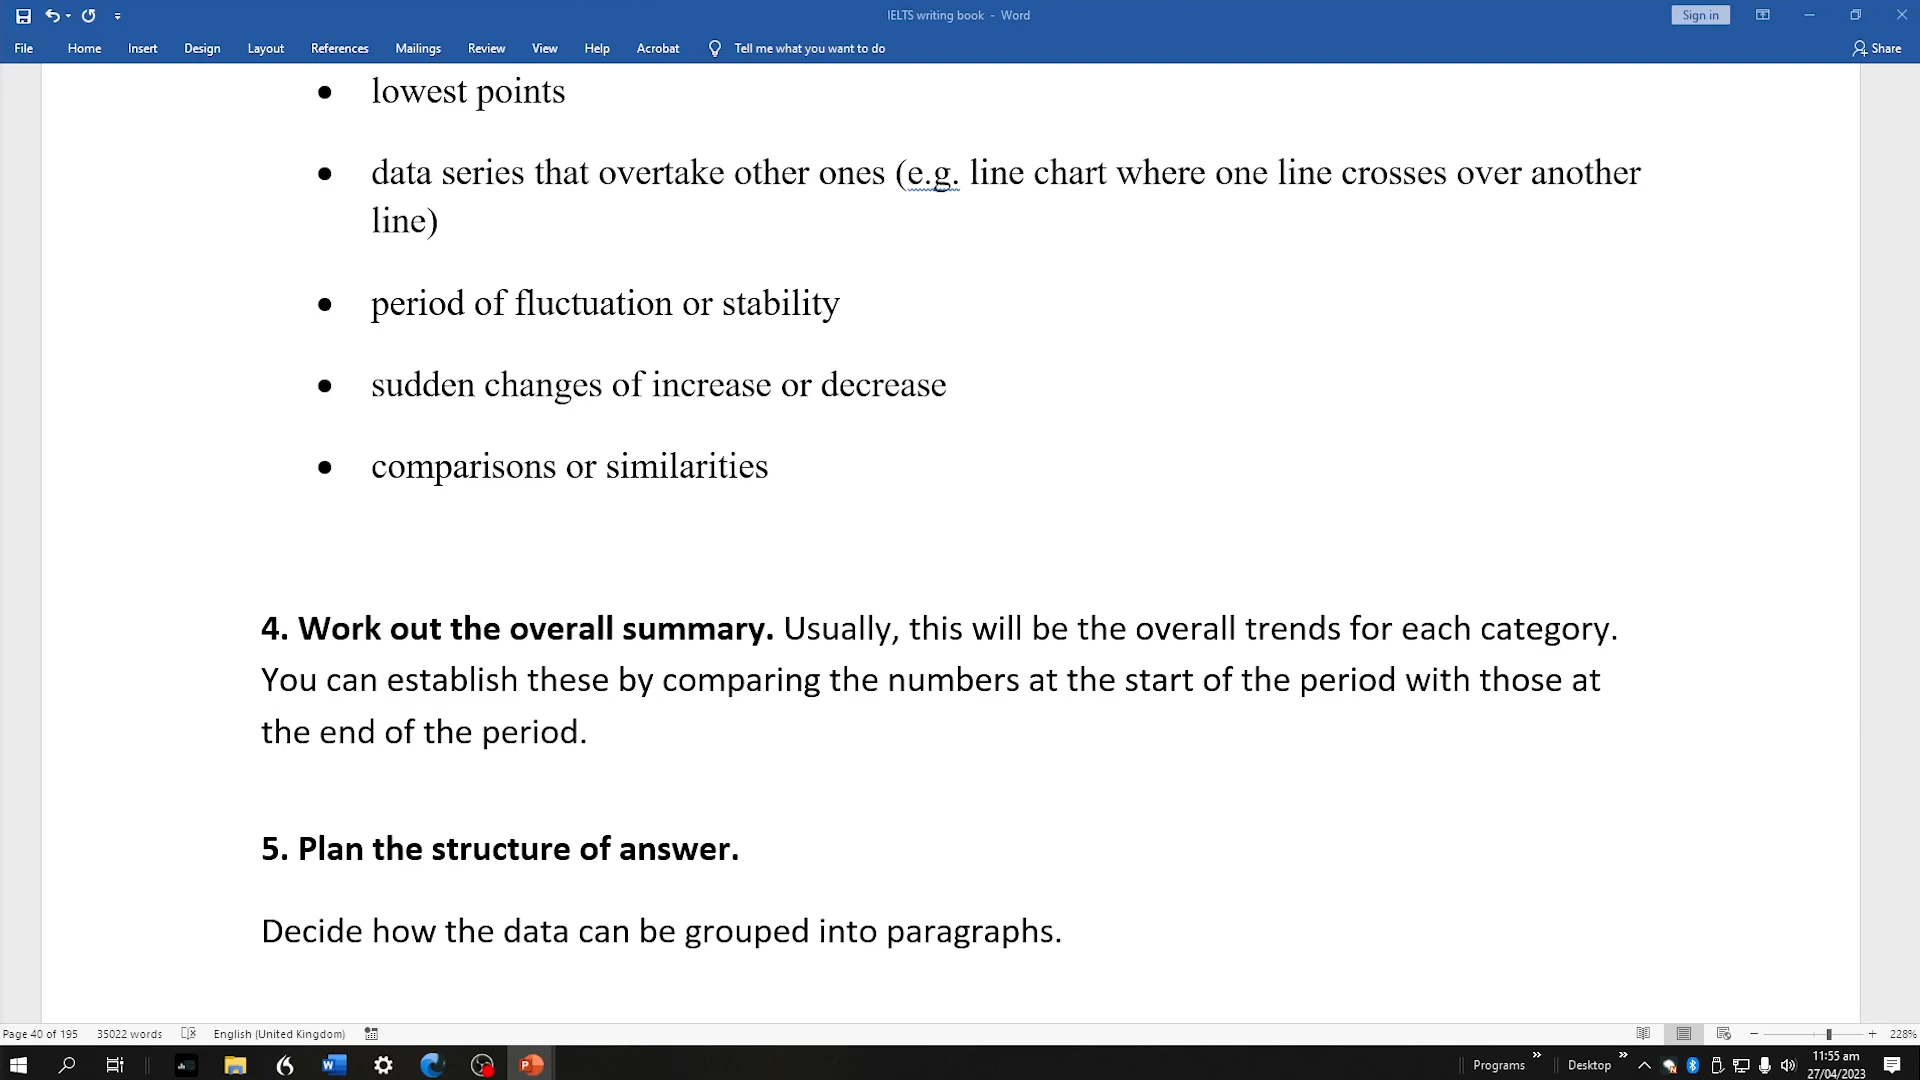 IELTS writing book - Word
Sign in
File Home Insert Design Layout References Mailings Review View Help Acrobat Tell me what you want to do Share
• lowest points
• data series that overtake other ones (e.g. line chart where one line crosses over another
line)
• period of fluctuation or stability
• sudden changes of increase or decrease
• comparisons or similarities
4. Work out the overall summary. Usually, this will be the overall trends for each category.
You can establish these by comparing the numbers at the start of the period with those at
the end of the period.
5. Plan the structure of answer.
Decide how the data can be grouped into paragraphs.
Page 40 of 195 35022 words English (United Kingdom) 228%
Programs Desktop 11:55 am
27/04/2023